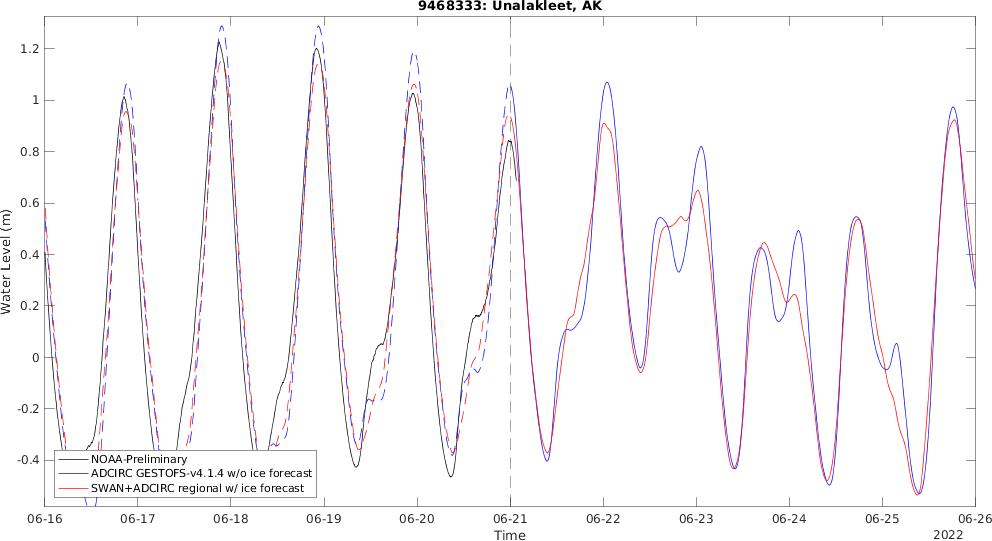 9468333: Unalakleet, AK
Water Level (m)
1.2
1
0.8
0.6
0.4
0.2
0
-0.2
-0.4
NOAA-Preliminary
ADCIRC GESTOFS-v4.1.4 w/o ice forecast
SWAN+ADCIRC regional w/ ice forecast
06-16 06-17 06-18 06-19 06-20 06-21 06-22 06-23 06-24 06-25 06-26
Time
2022